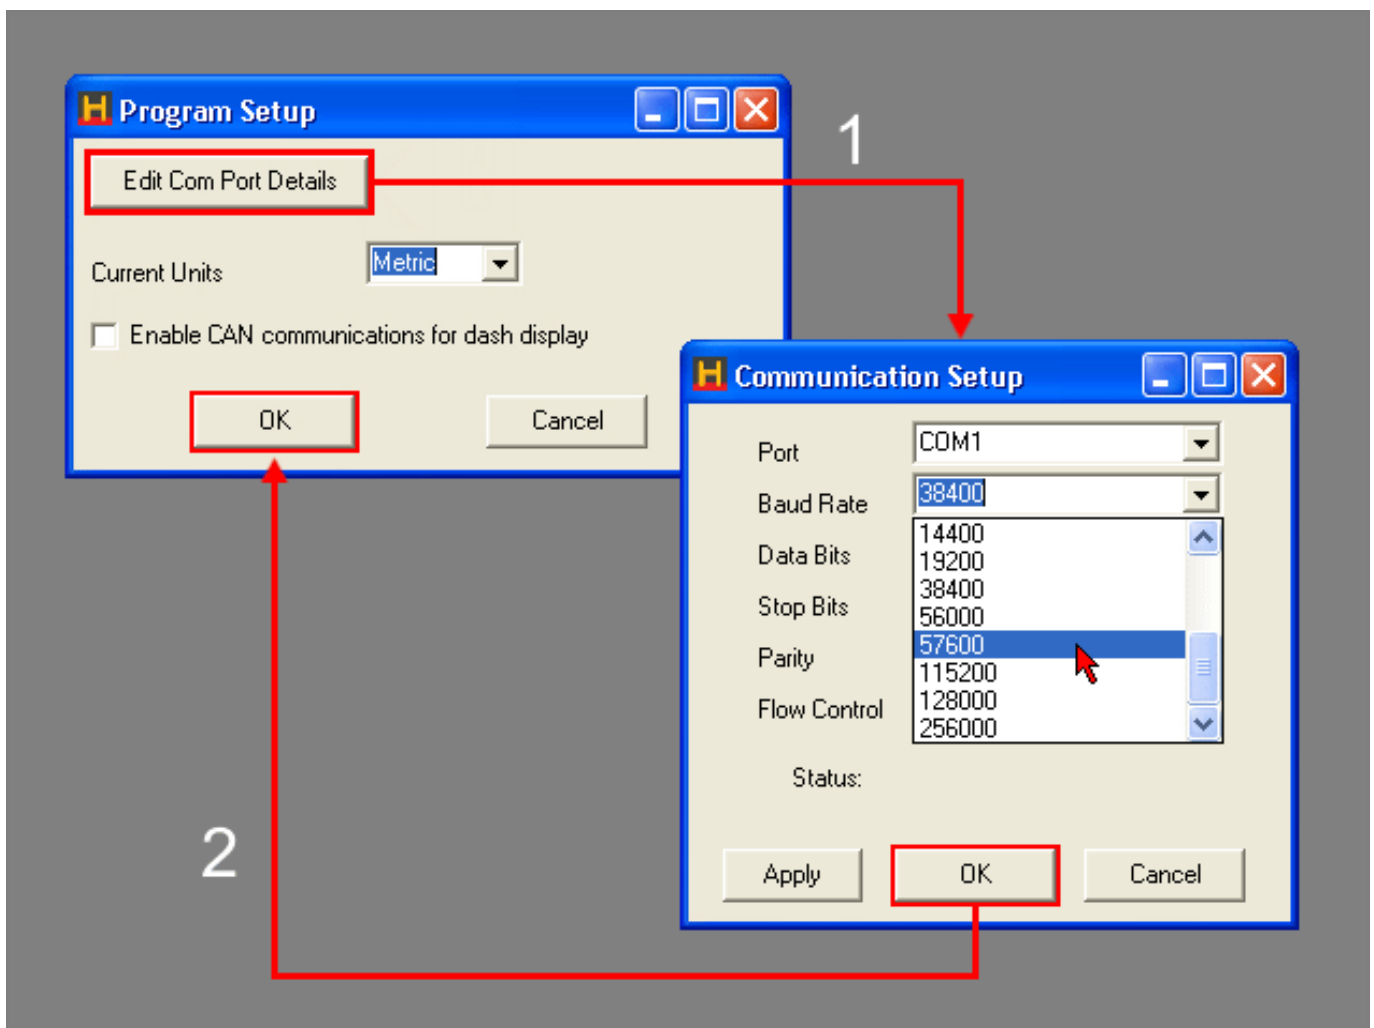 H Program Setup
1
Edit Com Port Details
Current Units
Metric
Enable CAN communications for dash display
OK
Cancel
H Communication Setup
Port
COM1
Baud Rate
38400
14400
19200
38400
56000
57600
115200
128000
256000
Data Bits
Stop Bits
Parity
Flow Control
Status:
2
Apply
OK
Cancel